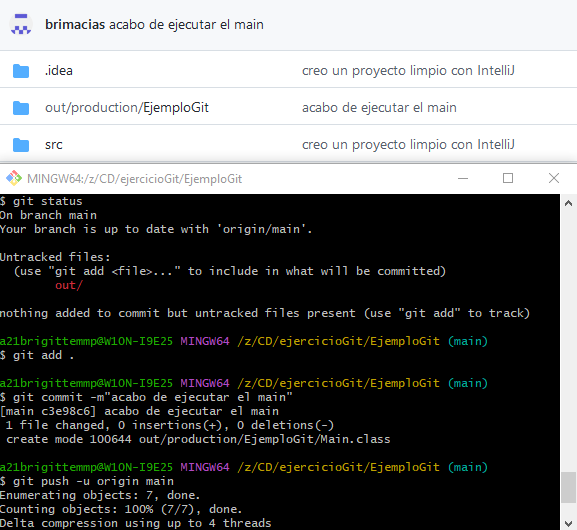 brimacias acabo de ejecutar el main
.idea creo un proyecto limpio con IntelliJ
out/production/EjemploGit acabo de ejecutar el main
src creo un proyecto limpio con IntelliJ
MINGW64:/z/CD/ejercicioGit/EjemploGit
$ git status
On branch main
Your branch is up to date with 'origin/main'.
Untracked files:
(use "git add <file>..." to include in what will be committed)
out/
nothing added to commit but untracked files present (use "git add" to track)
a21brigittemmp@W10N-I9E25 MINGW64 /z/CD/ejercicioGit/EjemploGit (main)
$ git add .
a21brigittemmp@W10N-I9E25 MINGW64 /z/CD/ejercicioGit/EjemploGit (main)
$ git commit -m"acabo de ejecutar el main"
[main c3e98c6] acabo de ejecutar el main
1 file changed, 0 insertions(+), 0 deletions(-)
create mode 100644 out/production/EjemploGit/Main.class
a21brigittemmp@W10N-I9E25 MINGW64 /z/CD/ejercicioGit/EjemploGit (main)
$ git push -u origin main
Enumerating objects: 7, done.
Counting objects: 100% (7/7), done.
Delta compression using up to 4 threads